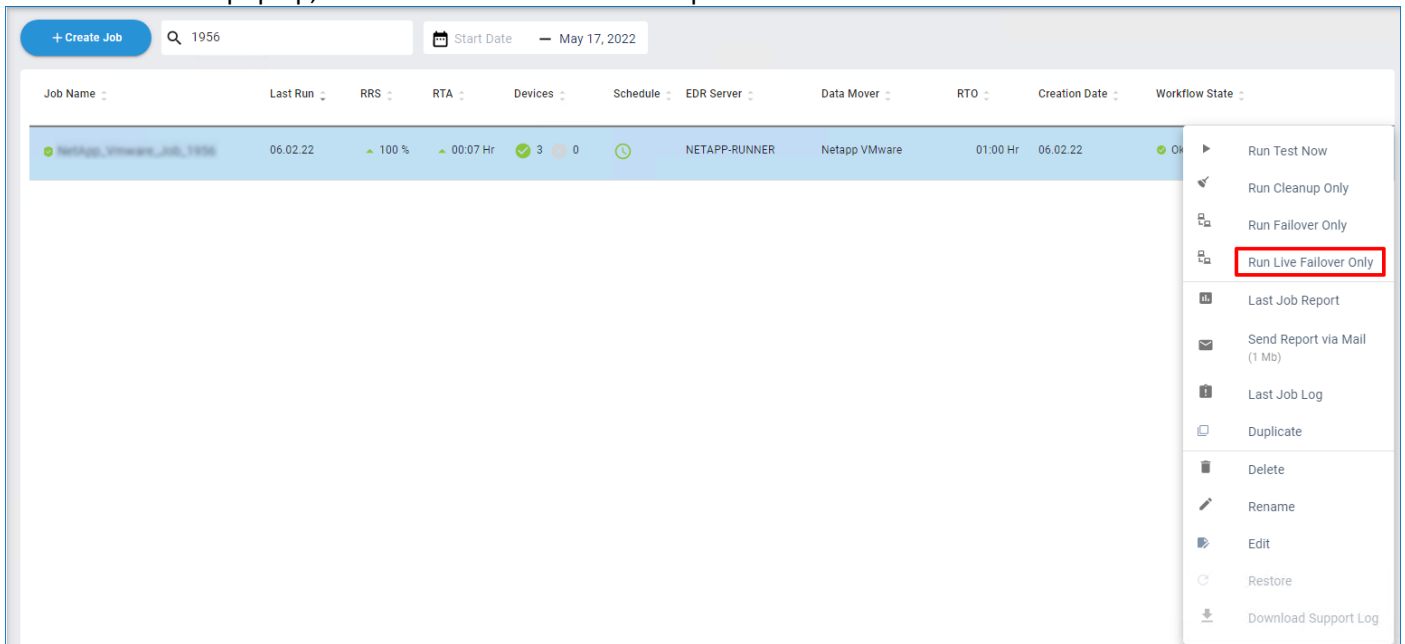 + Create Job
1956
Start Date — May 17, 2022
Job Name Last Run RRS RTA Devices Schedule EDR Server Data Mover RTO Creation Date Workflow State
NetApp_Vmware_Job_1956 06.02.22 100 % 00:07 Hr 3 0 NETAPP-RUNNER Netapp VMware 01:00 Hr 06.02.22
Run Test Now
Run Cleanup Only
Run Failover Only
Run Live Failover Only
Last Job Report
Send Report via Mail
(1 Mb)
Last Job Log
Duplicate
Delete
Rename
Edit
Restore
Download Support Log